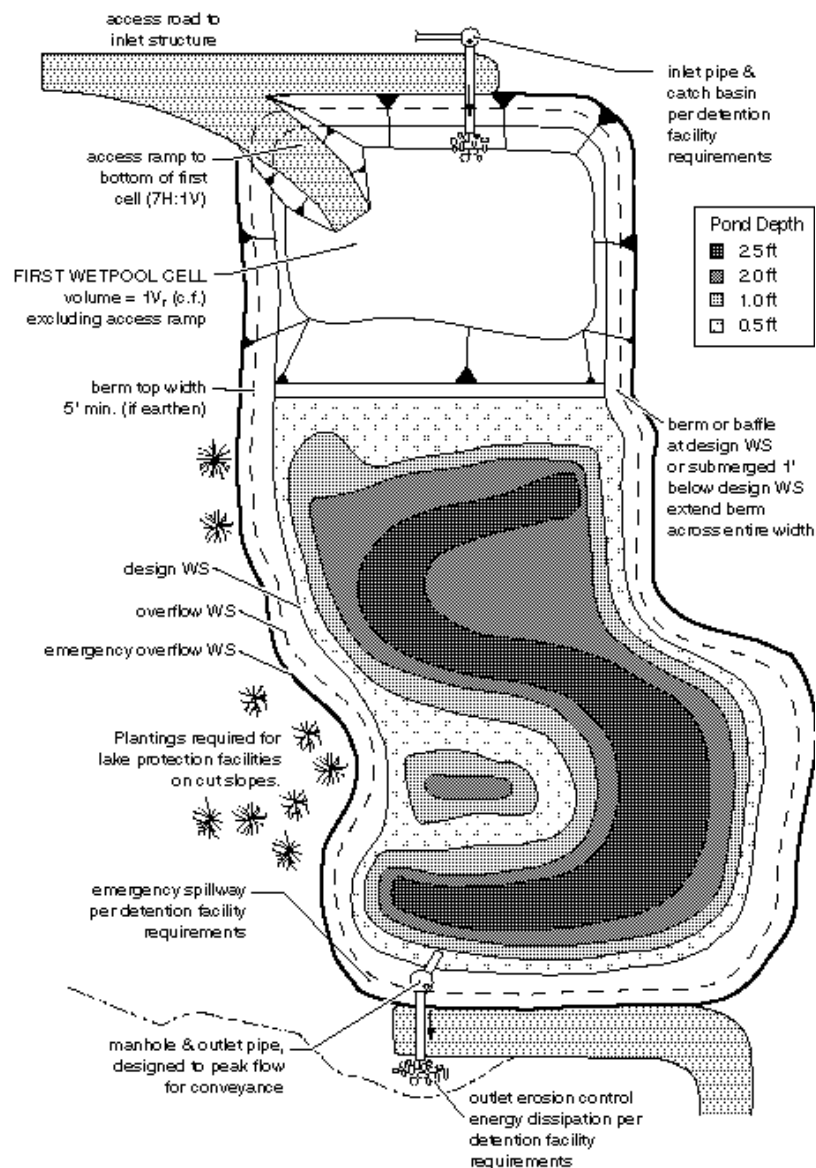 access road to
inlet structure
inlet pipe &
catch basin
per detention
facility
requirements
access ramp to
bottom of first
cell (7H:1V)
Pond Depth
2.5 ft
2.0 ft
1.0 ft
0.5 ft
FIRST WETPOOL CELL
volume = 1Vr (c.f.)
excluding access ramp
berm top width
5' min. (if earthen)
berm or baffle
at design WS
or submerged 1'
below design WS
extend berm
across entire width
design WS
overflow WS
emergency overflow WS
Plantings required for
lake protection facilities
on cut slopes.
emergency spillway
per detention facility
requirements
manhole & outlet pipe,
designed to peak flow
for conveyance
outlet erosion control
energy dissipation per
detention facility
requirements